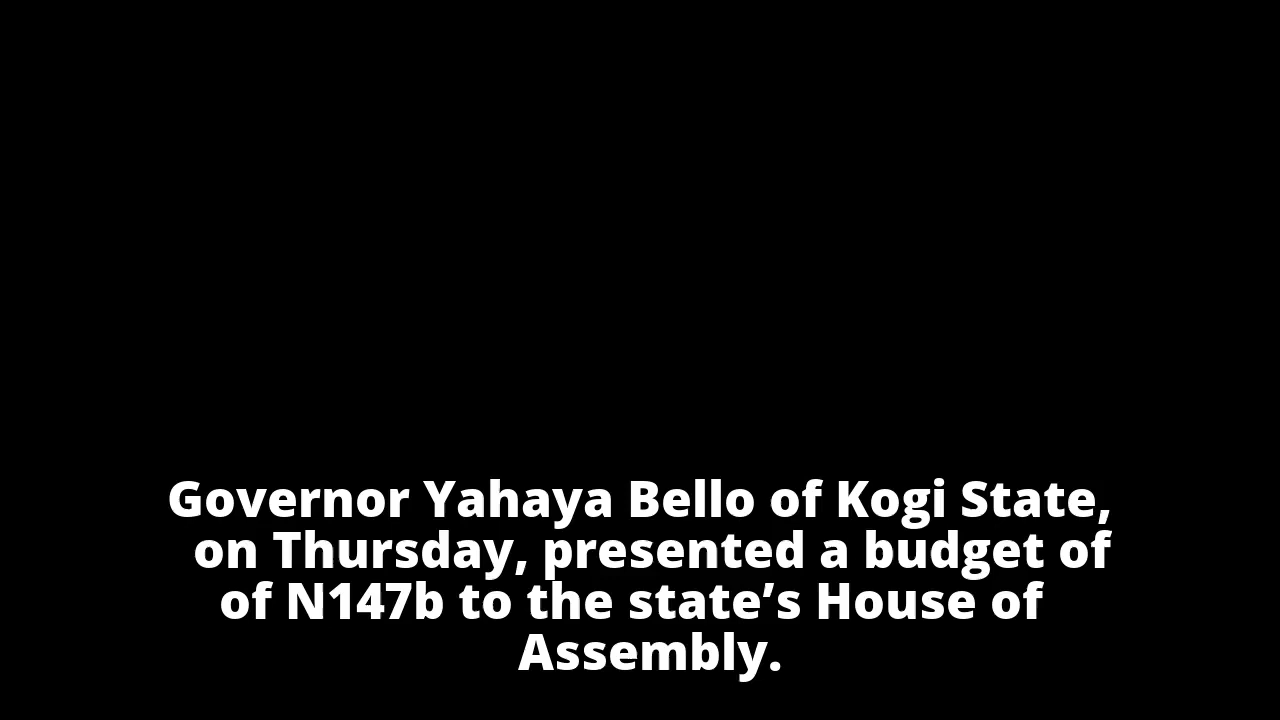 Governor Yahaya Bello of Kogi State,
on Thursday, presented a budget of
of N147b to the state’s House of
Assembly.